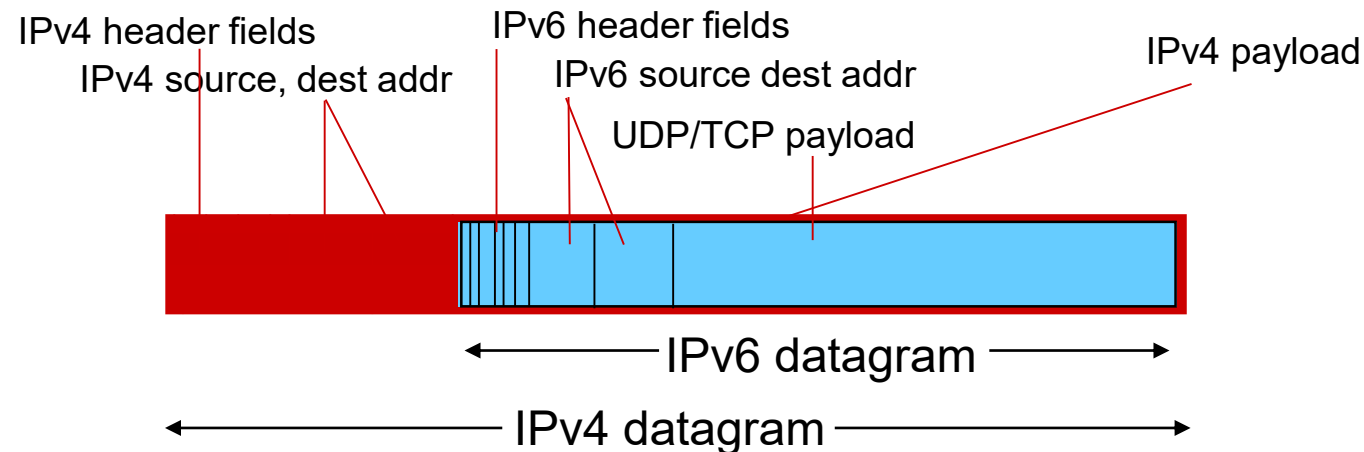 IPv4 header fields
IPv6 header fields
IPv4 payload
IPv4 source, dest addr
IPv6 source dest addr
UDP/TCP payload
IPv6 datagram
IPv4 datagram